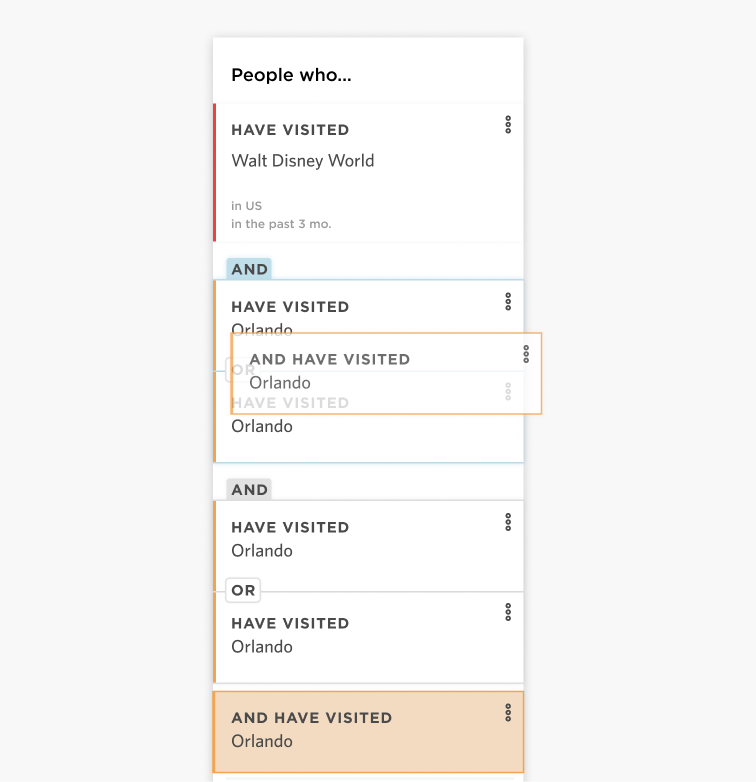 People who...
HAVE VISITED
Walt Disney World
in US
in the past 3 mo.
AND
HAVE VISITED
Orlando
AND HAVE VISITED
OR
Orlando
HAVE VISITED
Orlando
AND
HAVE VISITED
Orlando
OR
HAVE VISITED
Orlando
AND HAVE VISITED
Orlando